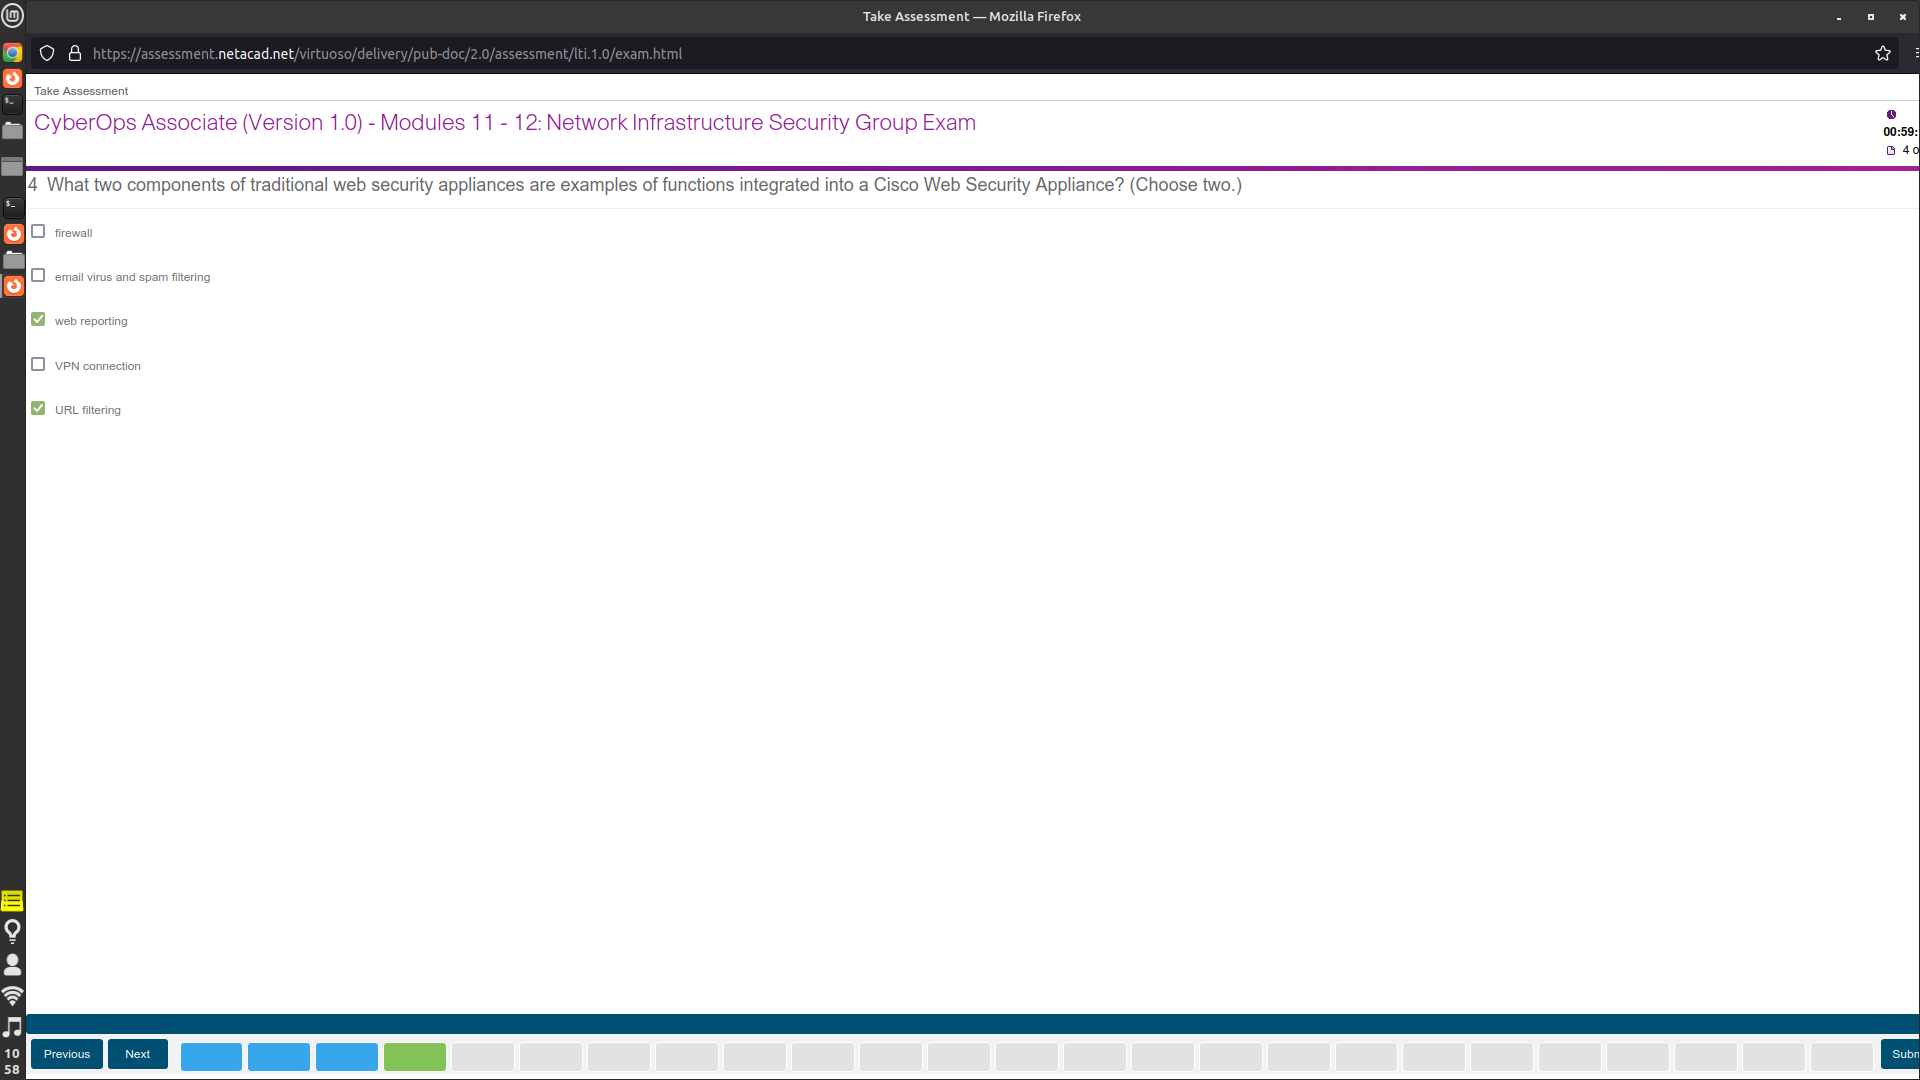 Take Assessment — Mozilla Firefox
https://assessment.netacad.net/virtuoso/delivery/pub-doc/2.0/assessment/lti.1.0/exam.html
Take Assessment
CyberOps Associate (Version 1.0) - Modules 11 - 12: Network Infrastructure Security Group Exam
00:59:
4 o
4 What two components of traditional web security appliances are examples of functions integrated into a Cisco Web Security Appliance? (Choose two.)
firewall
email virus and spam filtering
web reporting
VPN connection
URL filtering
Previous
Next
Subm
10
58